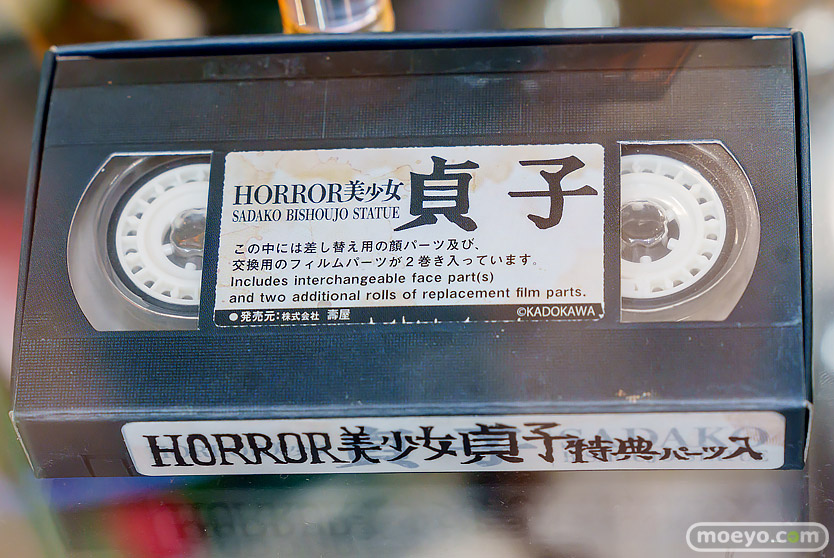 HORROR美少女 貞子
SADAKO BISHOUJO STATUE
この中には差し替え用の顔パーツ及び、
交換用のフィルムパーツが２巻き入っています。
Includes interchangeable face part(s)
and two additional rolls of replacement film parts.
●発売元：株式会社 壽屋 ©KADOKAWA
HORROR美少女貞子特典パーツ入
moeyo.com